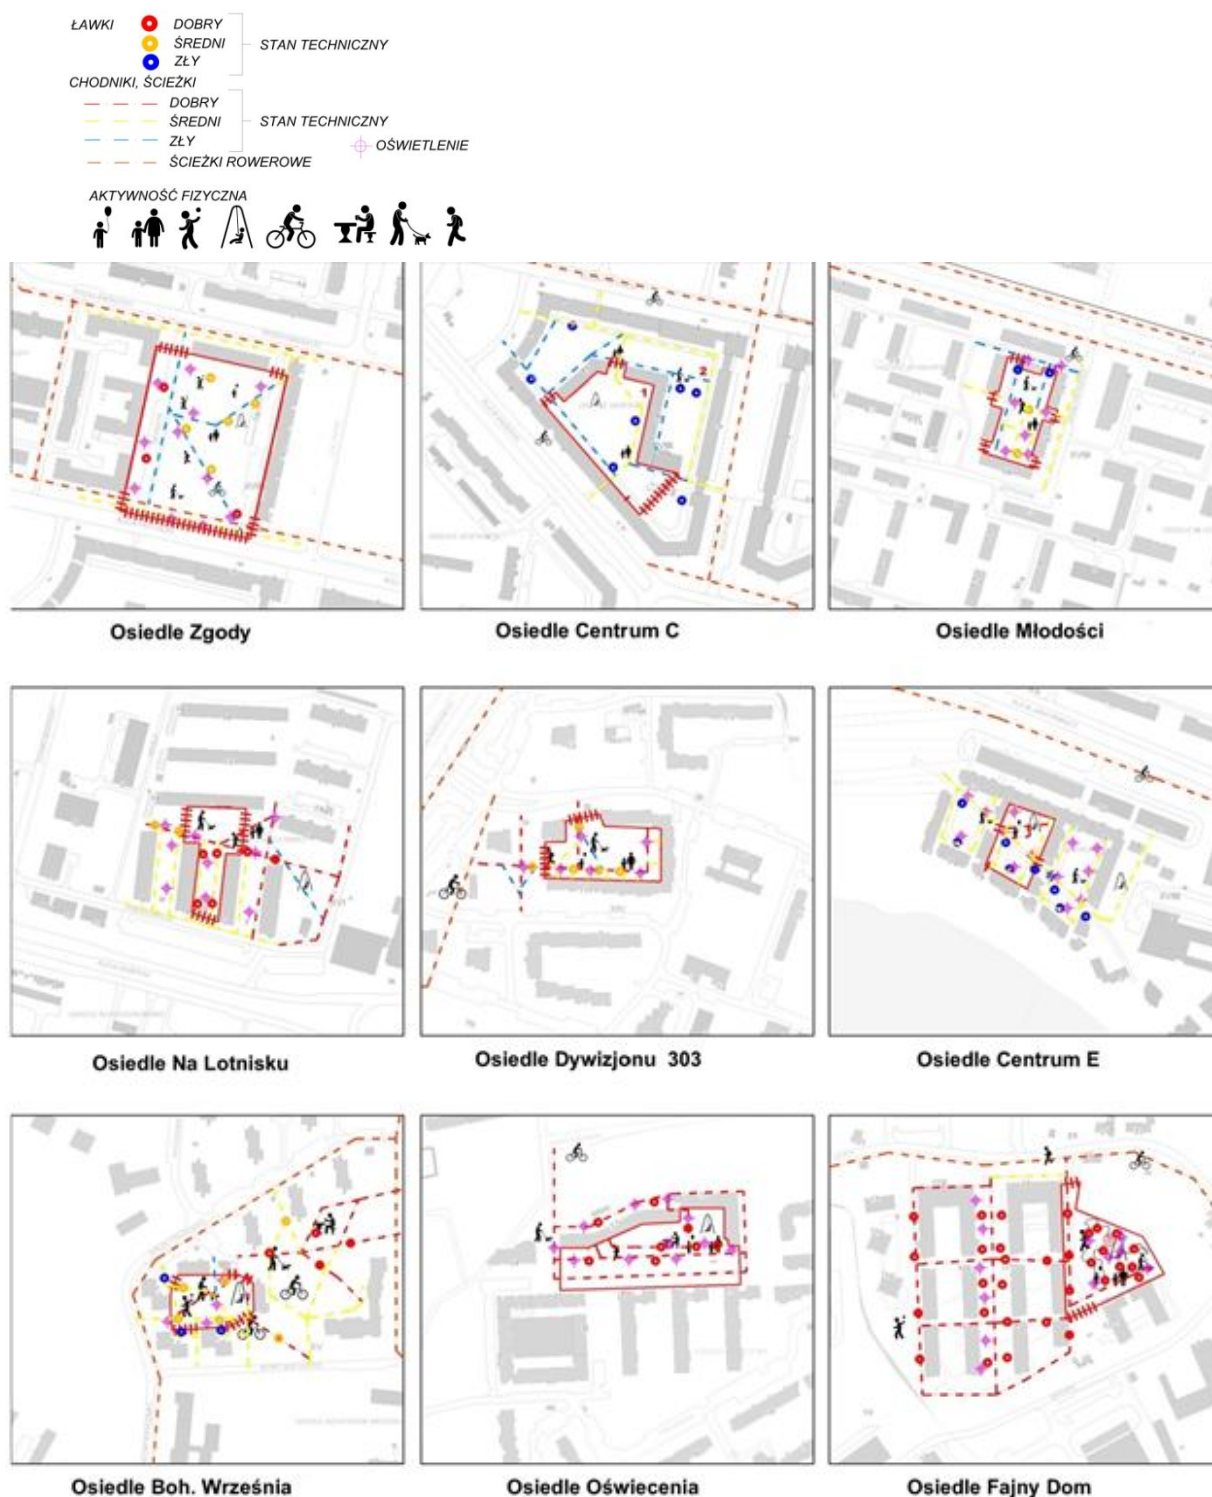 ŁAWKI DOBRY
ŚREDNI STAN TECHNICZNY
ZŁY
CHODNIKI, ŚCIEŻKI
DOBRY
ŚREDNI STAN TECHNICZNY
ZŁY OŚWIETLENIE
ŚCIEŻKI ROWEROWE
AKTYWNOŚĆ FIZYCZNA
1 2
Osiedle Zgody Osiedle Centrum C Osiedle Młodości
Osiedle Na Lotnisku Osiedle Dywizjonu 303 Osiedle Centrum E
Osiedle Boh. Września Osiedle Oświecenia Osiedle Fajny Dom